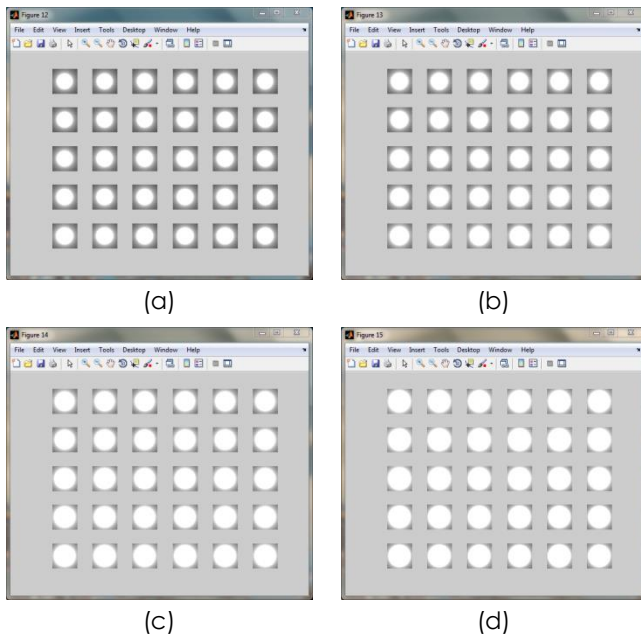 Figure 12
File Edit View Insert Tools Desktop Window Help
(a)
Figure 13
File Edit View Insert Tools Desktop Window Help
(b)
Figure 14
File Edit View Insert Tools Desktop Window Help
(c)
Figure 15
File Edit View Insert Tools Desktop Window Help
(d)